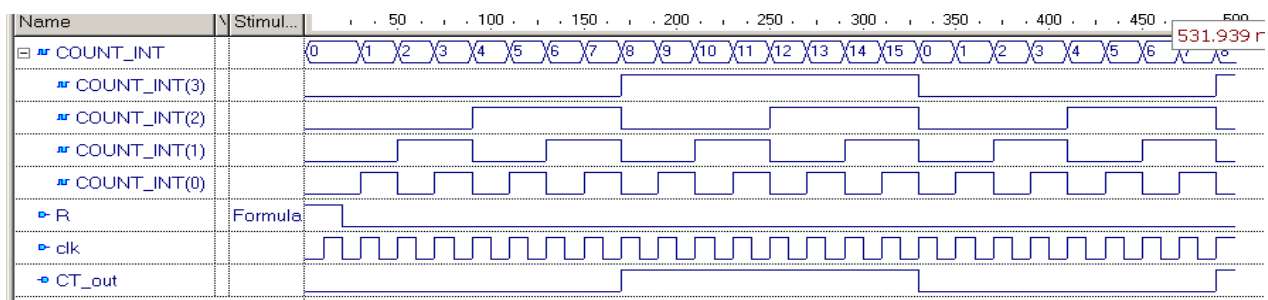 Name Stimul... 50 100 150 200 250 300 350 400 450 500
531.939 n
COUNT_INT 0 1 2 3 4 5 6 7 8 9 10 11 12 13 14 15 0 1 2 3 4 5 6 7 8
COUNT_INT(3)
COUNT_INT(2)
COUNT_INT(1)
COUNT_INT(0)
R Formula
clk
CT_out